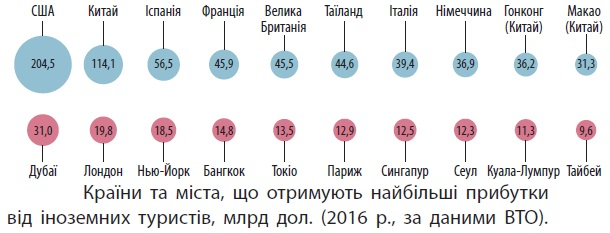 США Китай Іспанія Франція Велика Британія Таїланд Італія Німеччина Гонконг (Китай) Макао (Китай)
204,5 114,1 56,5 45,9 45,5 44,6 39,4 36,9 36,2 31,3
31,0 19,8 18,5 14,8 13,5 12,9 12,5 12,3 11,3 9,6
Дубаї Лондон Нью-Йорк Бангкок Токіо Париж Сингапур Сеул Куала-Лумпур Тайбей
Країни та міста, що отримують найбільші прибутки
від іноземних туристів, млрд дол. (2016 р., за даними ВТО).